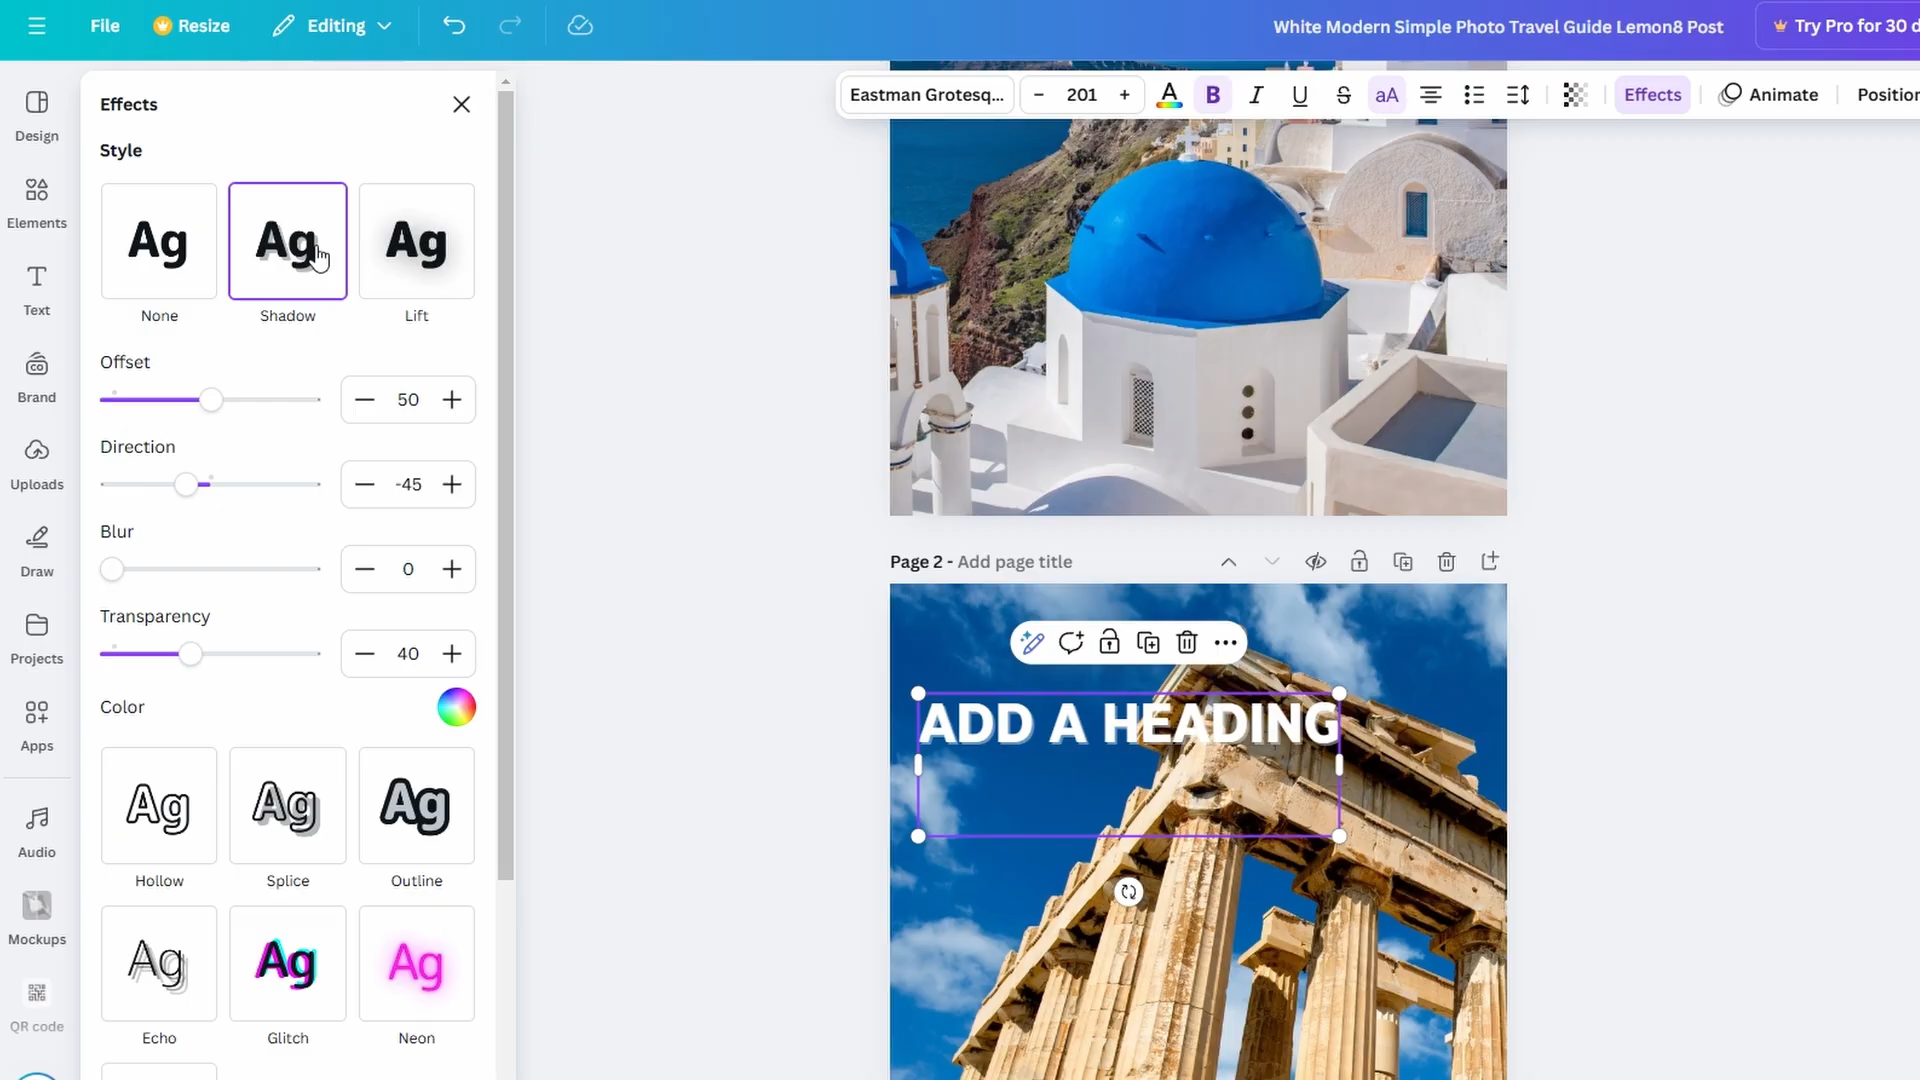 File Resize Editing White Modern Simple Photo Travel Guide Lemon8 Post Try Pro for 30 d
Eastman Grotesq... – 201 + A B I U S aA Effects Animate Position
Design
Elements
Text
Brand
Uploads
Draw
Projects
Apps
Audio
Mockups
QR code
Effects
Style
Ag Ag Ag
None Shadow Lift
Offset
— 50 +
Direction
— -45 +
Blur
— 0 +
Transparency
— 40 +
Color
Ag Ag Ag
Hollow Splice Outline
Ag Ag Ag
Echo Glitch Neon
Page 2 - Add page title
ADD A HEADING